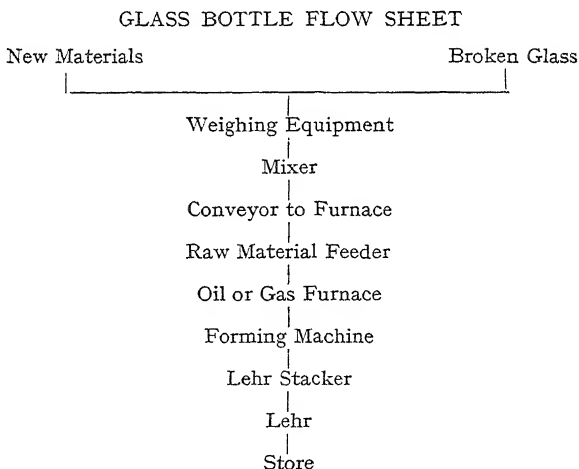 GLASS BOTTLE FLOW SHEET
New Materials Broken Glass
Weighing Equipment
Mixer
Conveyor to Furnace
Raw Material Feeder
Oil or Gas Furnace
Forming Machine
Lehr Stacker
Lehr
Store